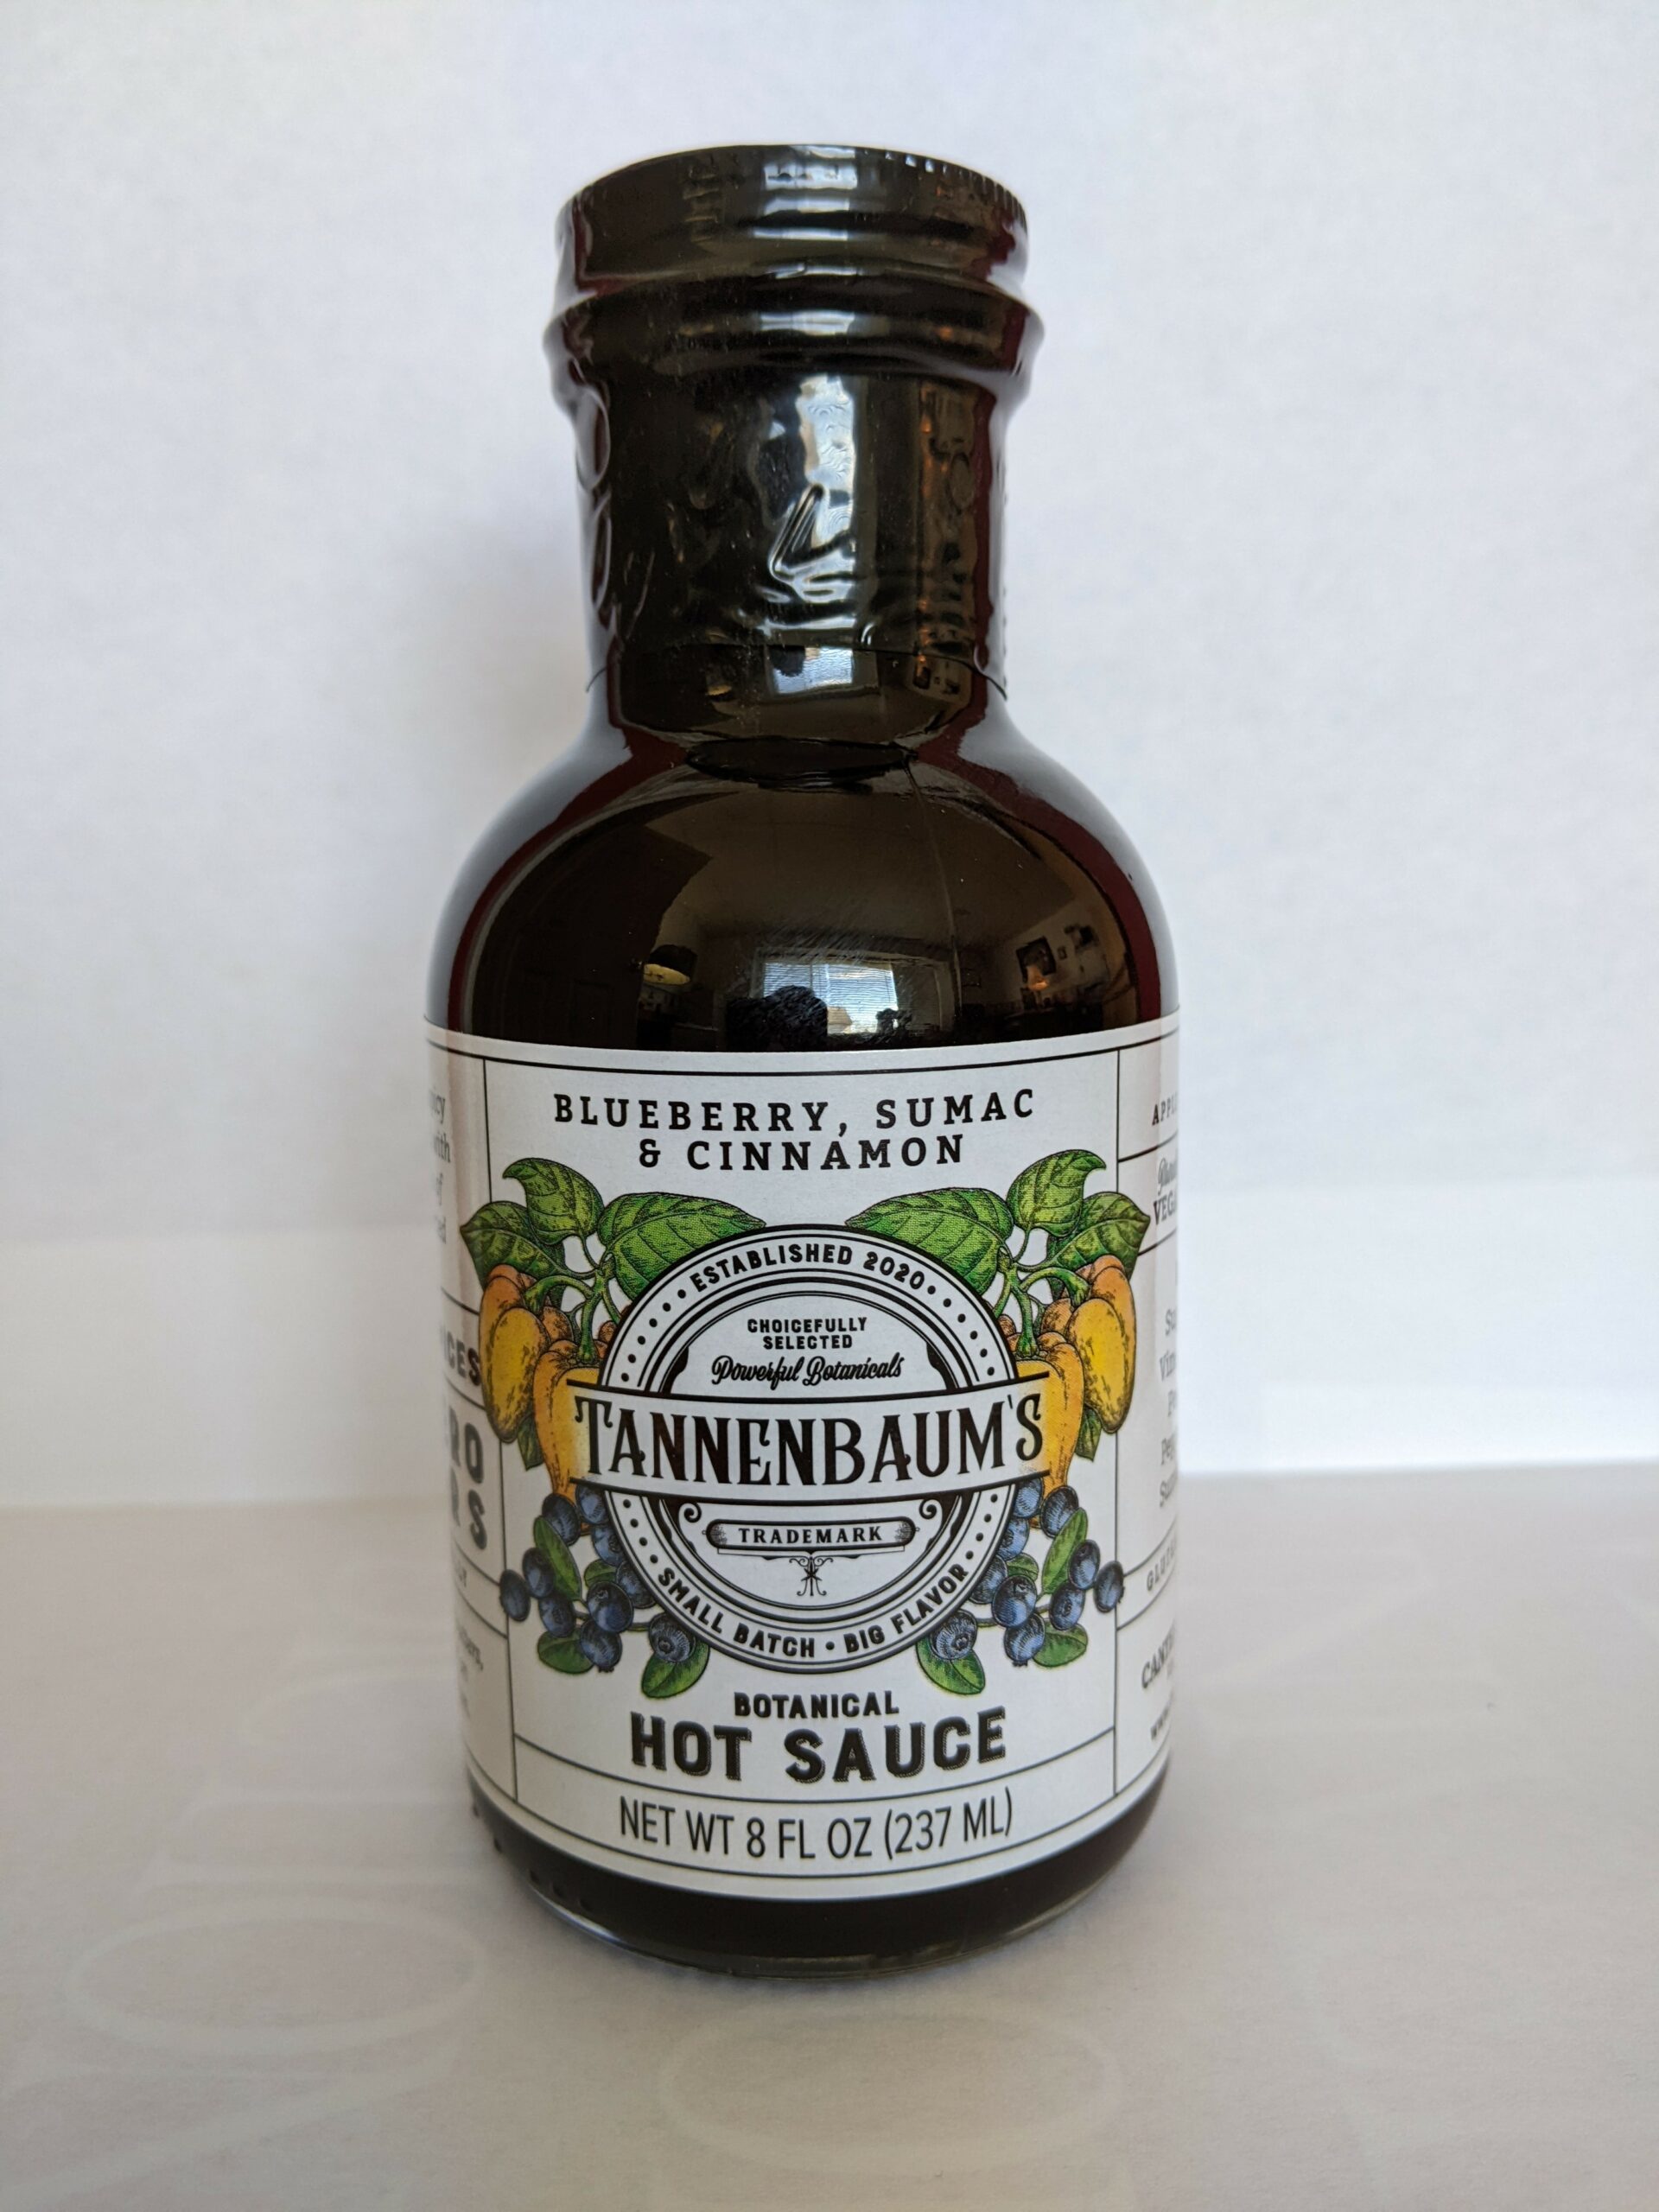 BLUEBERRY, SUMAC
& CINNAMON
ESTABLISHED 2020
CHOICEFULLY
SELECTED
Powerful Botanicals
TANNENBAUM'S
TRADEMARK
SMALL BATCH • BIG FLAVOR
BOTANICAL
HOT SAUCE
NET WT 8 FL OZ (237 ML)